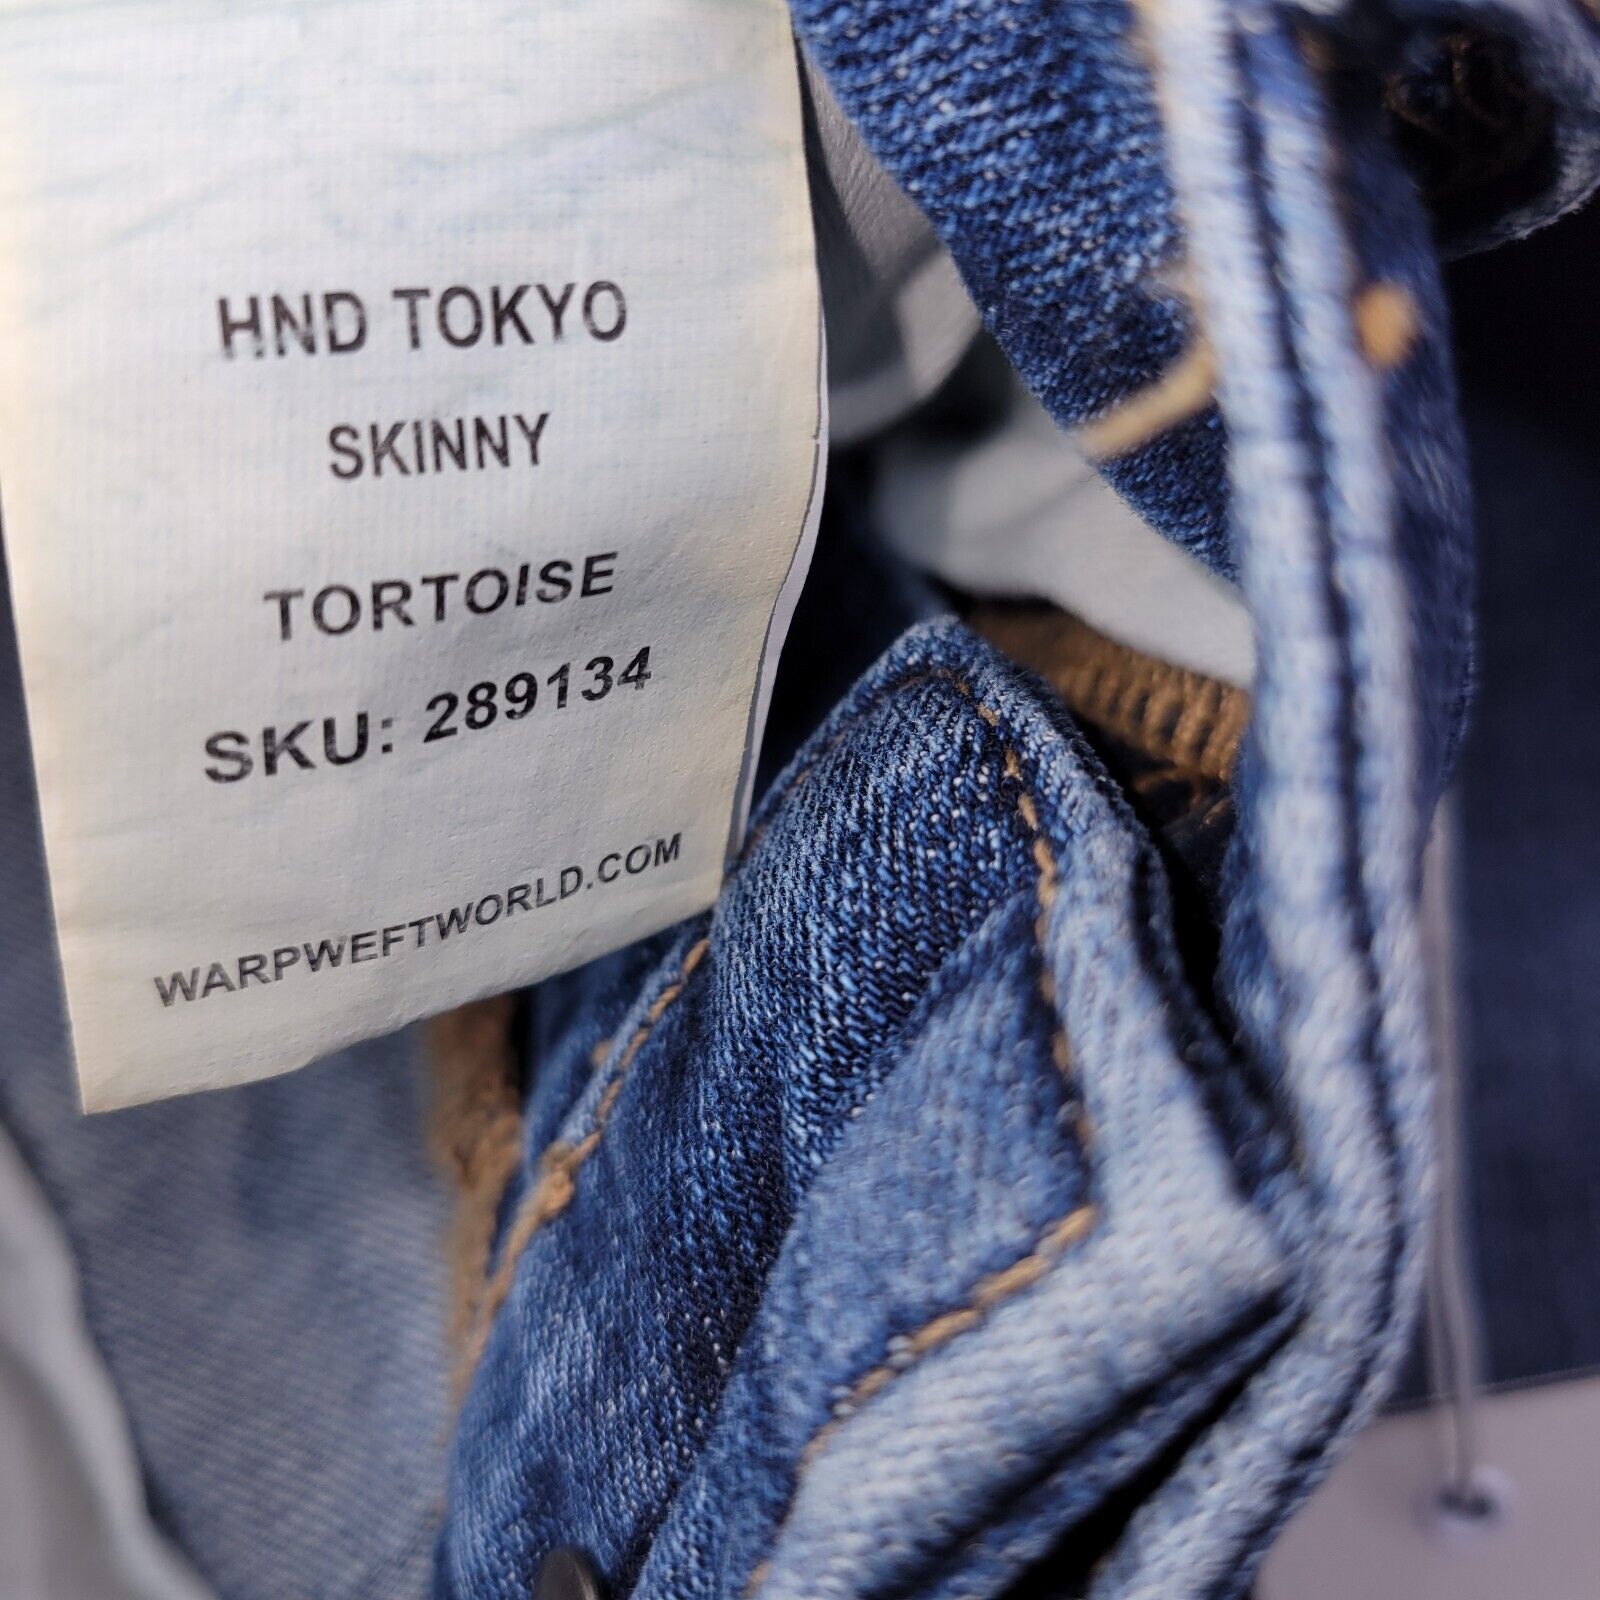 HND TOKYO
SKINNY
TORTOISE
SKU: 289134
WARPWEFTWORLD.COM